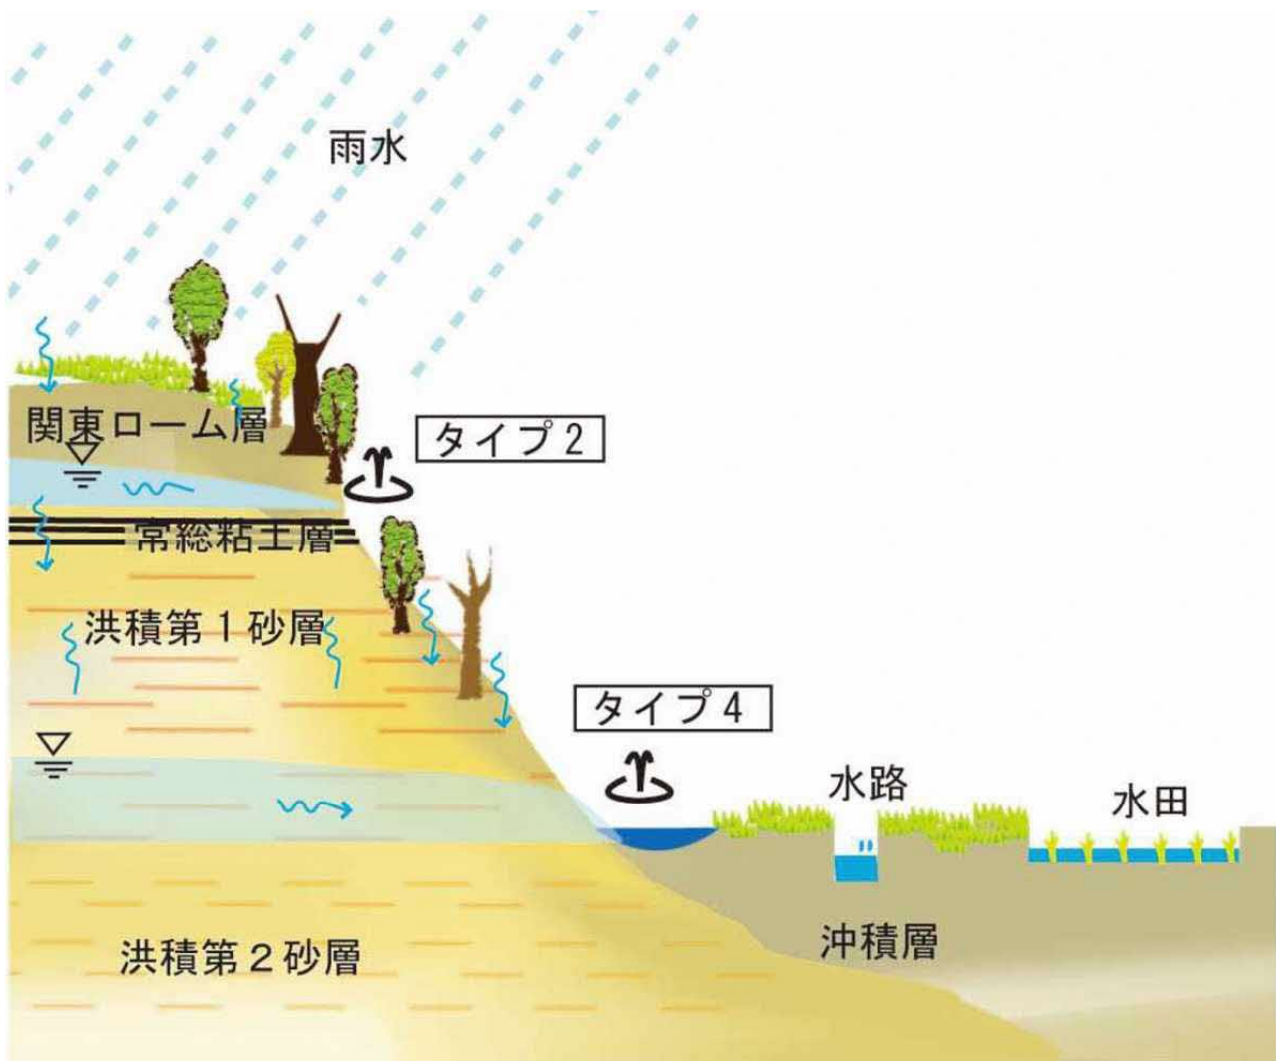 雨水
関東ローム層
タイプ2
常総粘土層
洪積第1砂層
タイプ4
水路
水田
沖積層
洪積第2砂層